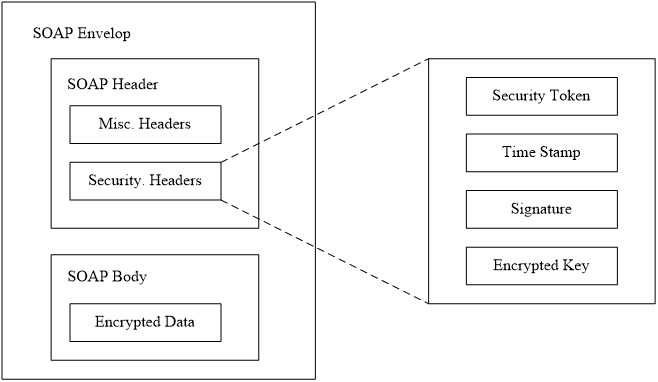 SOAP Envelop
SOAP Header
Misc. Headers
Security. Headers
SOAP Body
Encrypted Data
Security Token
Time Stamp
Signature
Encrypted Key